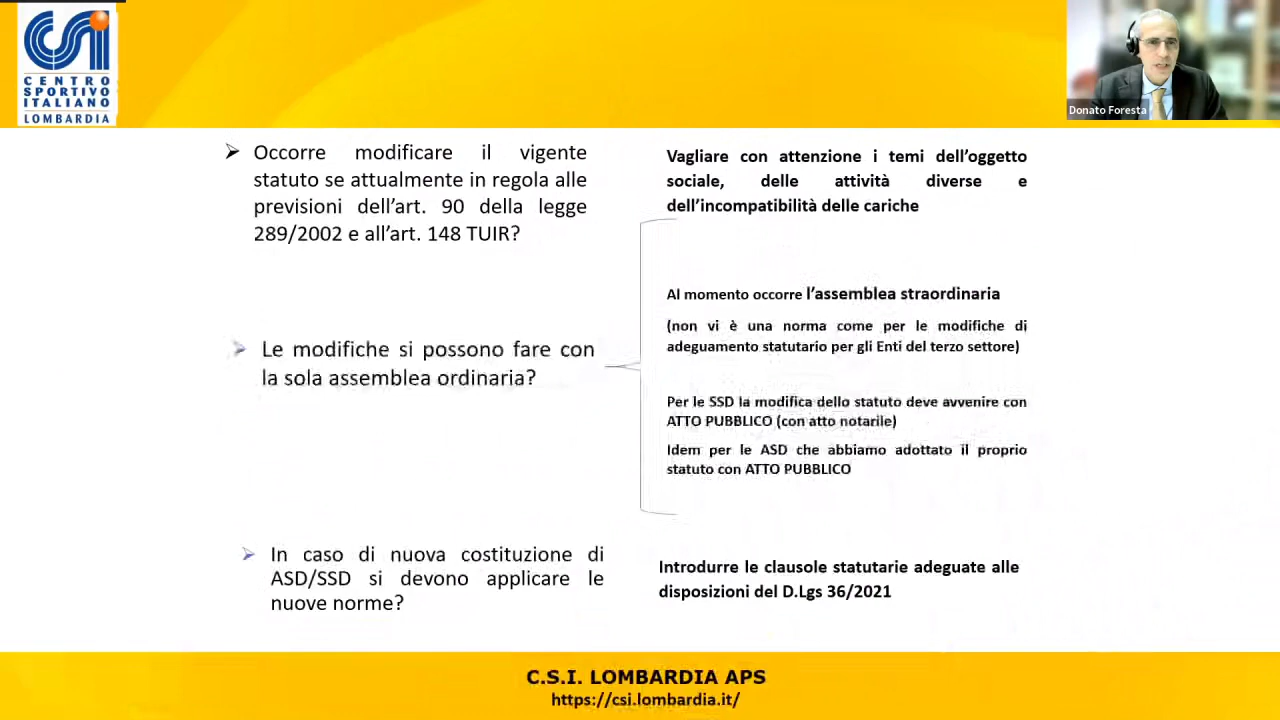 CENTRO
SPORTIVO
ITALIANO
LOMBARDIA
Donato Foresta
Occorre modificare il vigente
statuto se attualmente in regola alle
previsioni dell'art. 90 della legge
289/2002 e all'art. 148 TUIR?
Vagliare con attenzione i temi dell'oggetto
sociale, delle attività diverse e
dell'incompatibilità delle cariche
Le modifiche si possono fare con
la sola assemblea ordinaria?
Al momento occorre l'assemblea straordinaria
(non vi è una norma come per le modifiche di
adeguamento statutario per gli Enti del terzo settore)
Per le SSD la modifica dello statuto deve avvenire con
ATTO PUBBLICO (con atto notarile)
Idem per le ASD che abbiamo adottato il proprio
statuto con ATTO PUBBLICO
In caso di nuova costituzione di
ASD/SSD si devono applicare le
nuove norme?
Introdurre le clausole statutarie adeguate alle
disposizioni del D.Lgs 36/2021
C.S.I. LOMBARDIA APS
https://csi.lombardia.it/